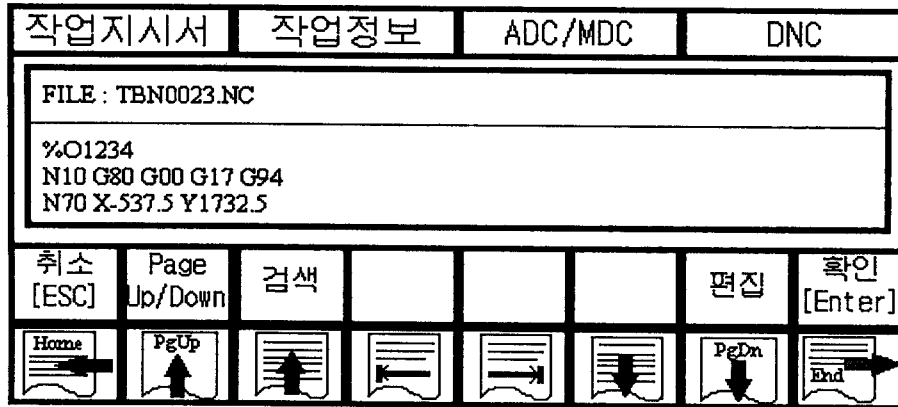 작업지시서 작업정보 ADC/MDC DNC
FILE : TBN0023.NC
%O1234
N10 G80 G00 G17 G94
N70 X-537.5 Y1732.5
취소 Page 검색 편집 확인
[ESC] Up/Down [Enter]
Home PgUp PgDn End